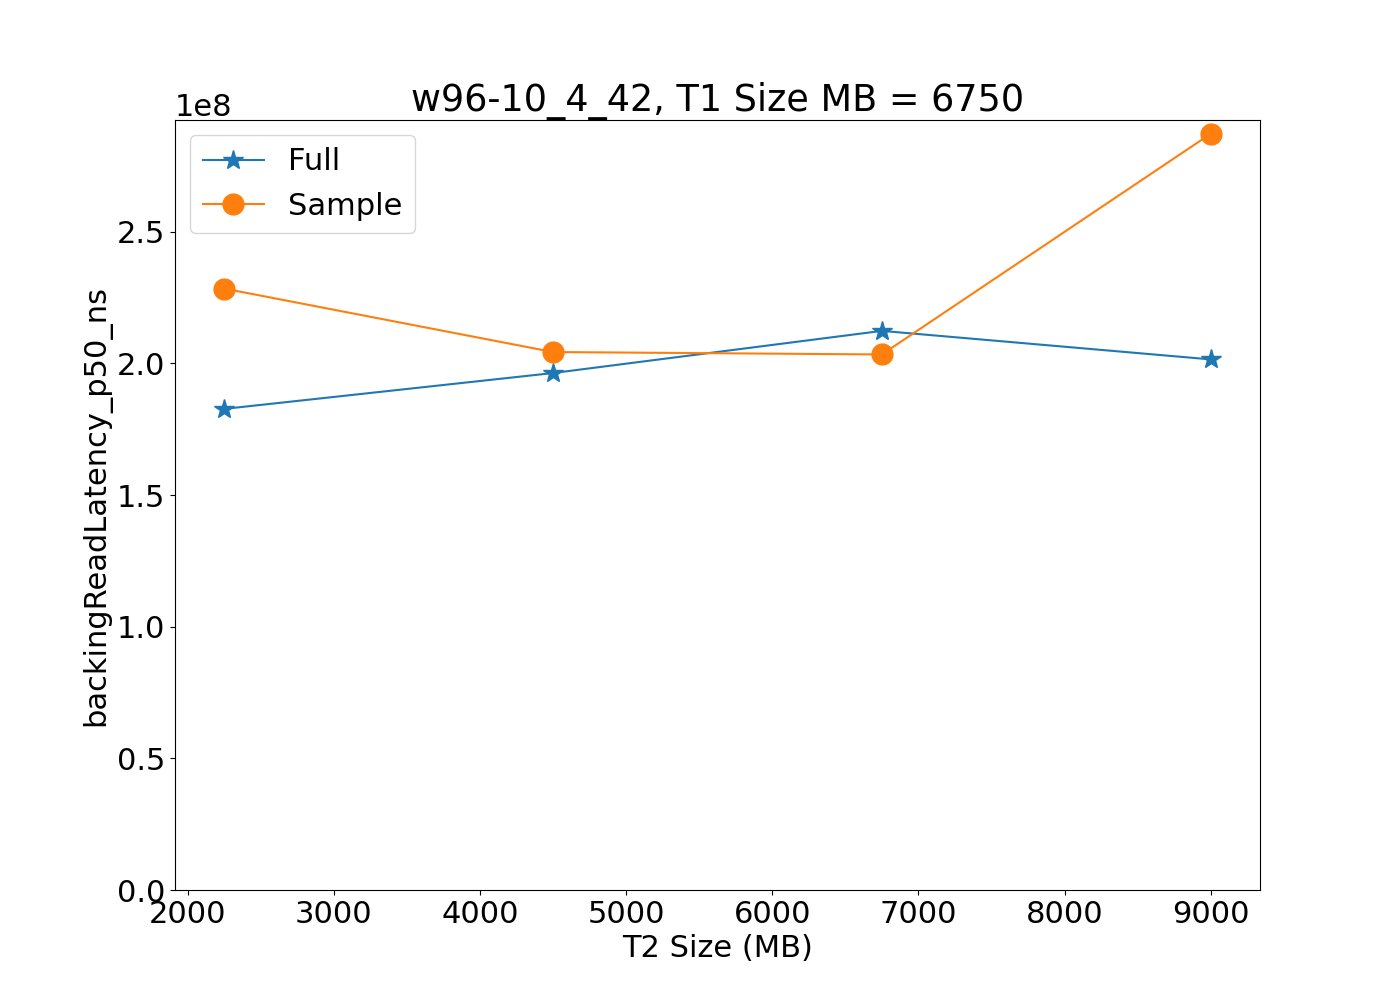 w96-10_4_42, T1 Size MB = 6750
1e8
Full
Sample
2.5
2.0
1.5
1.0
0.5
0.0
backingReadLatency_p50_ns
2000 3000 4000 5000 6000 7000 8000 9000
T2 Size (MB)